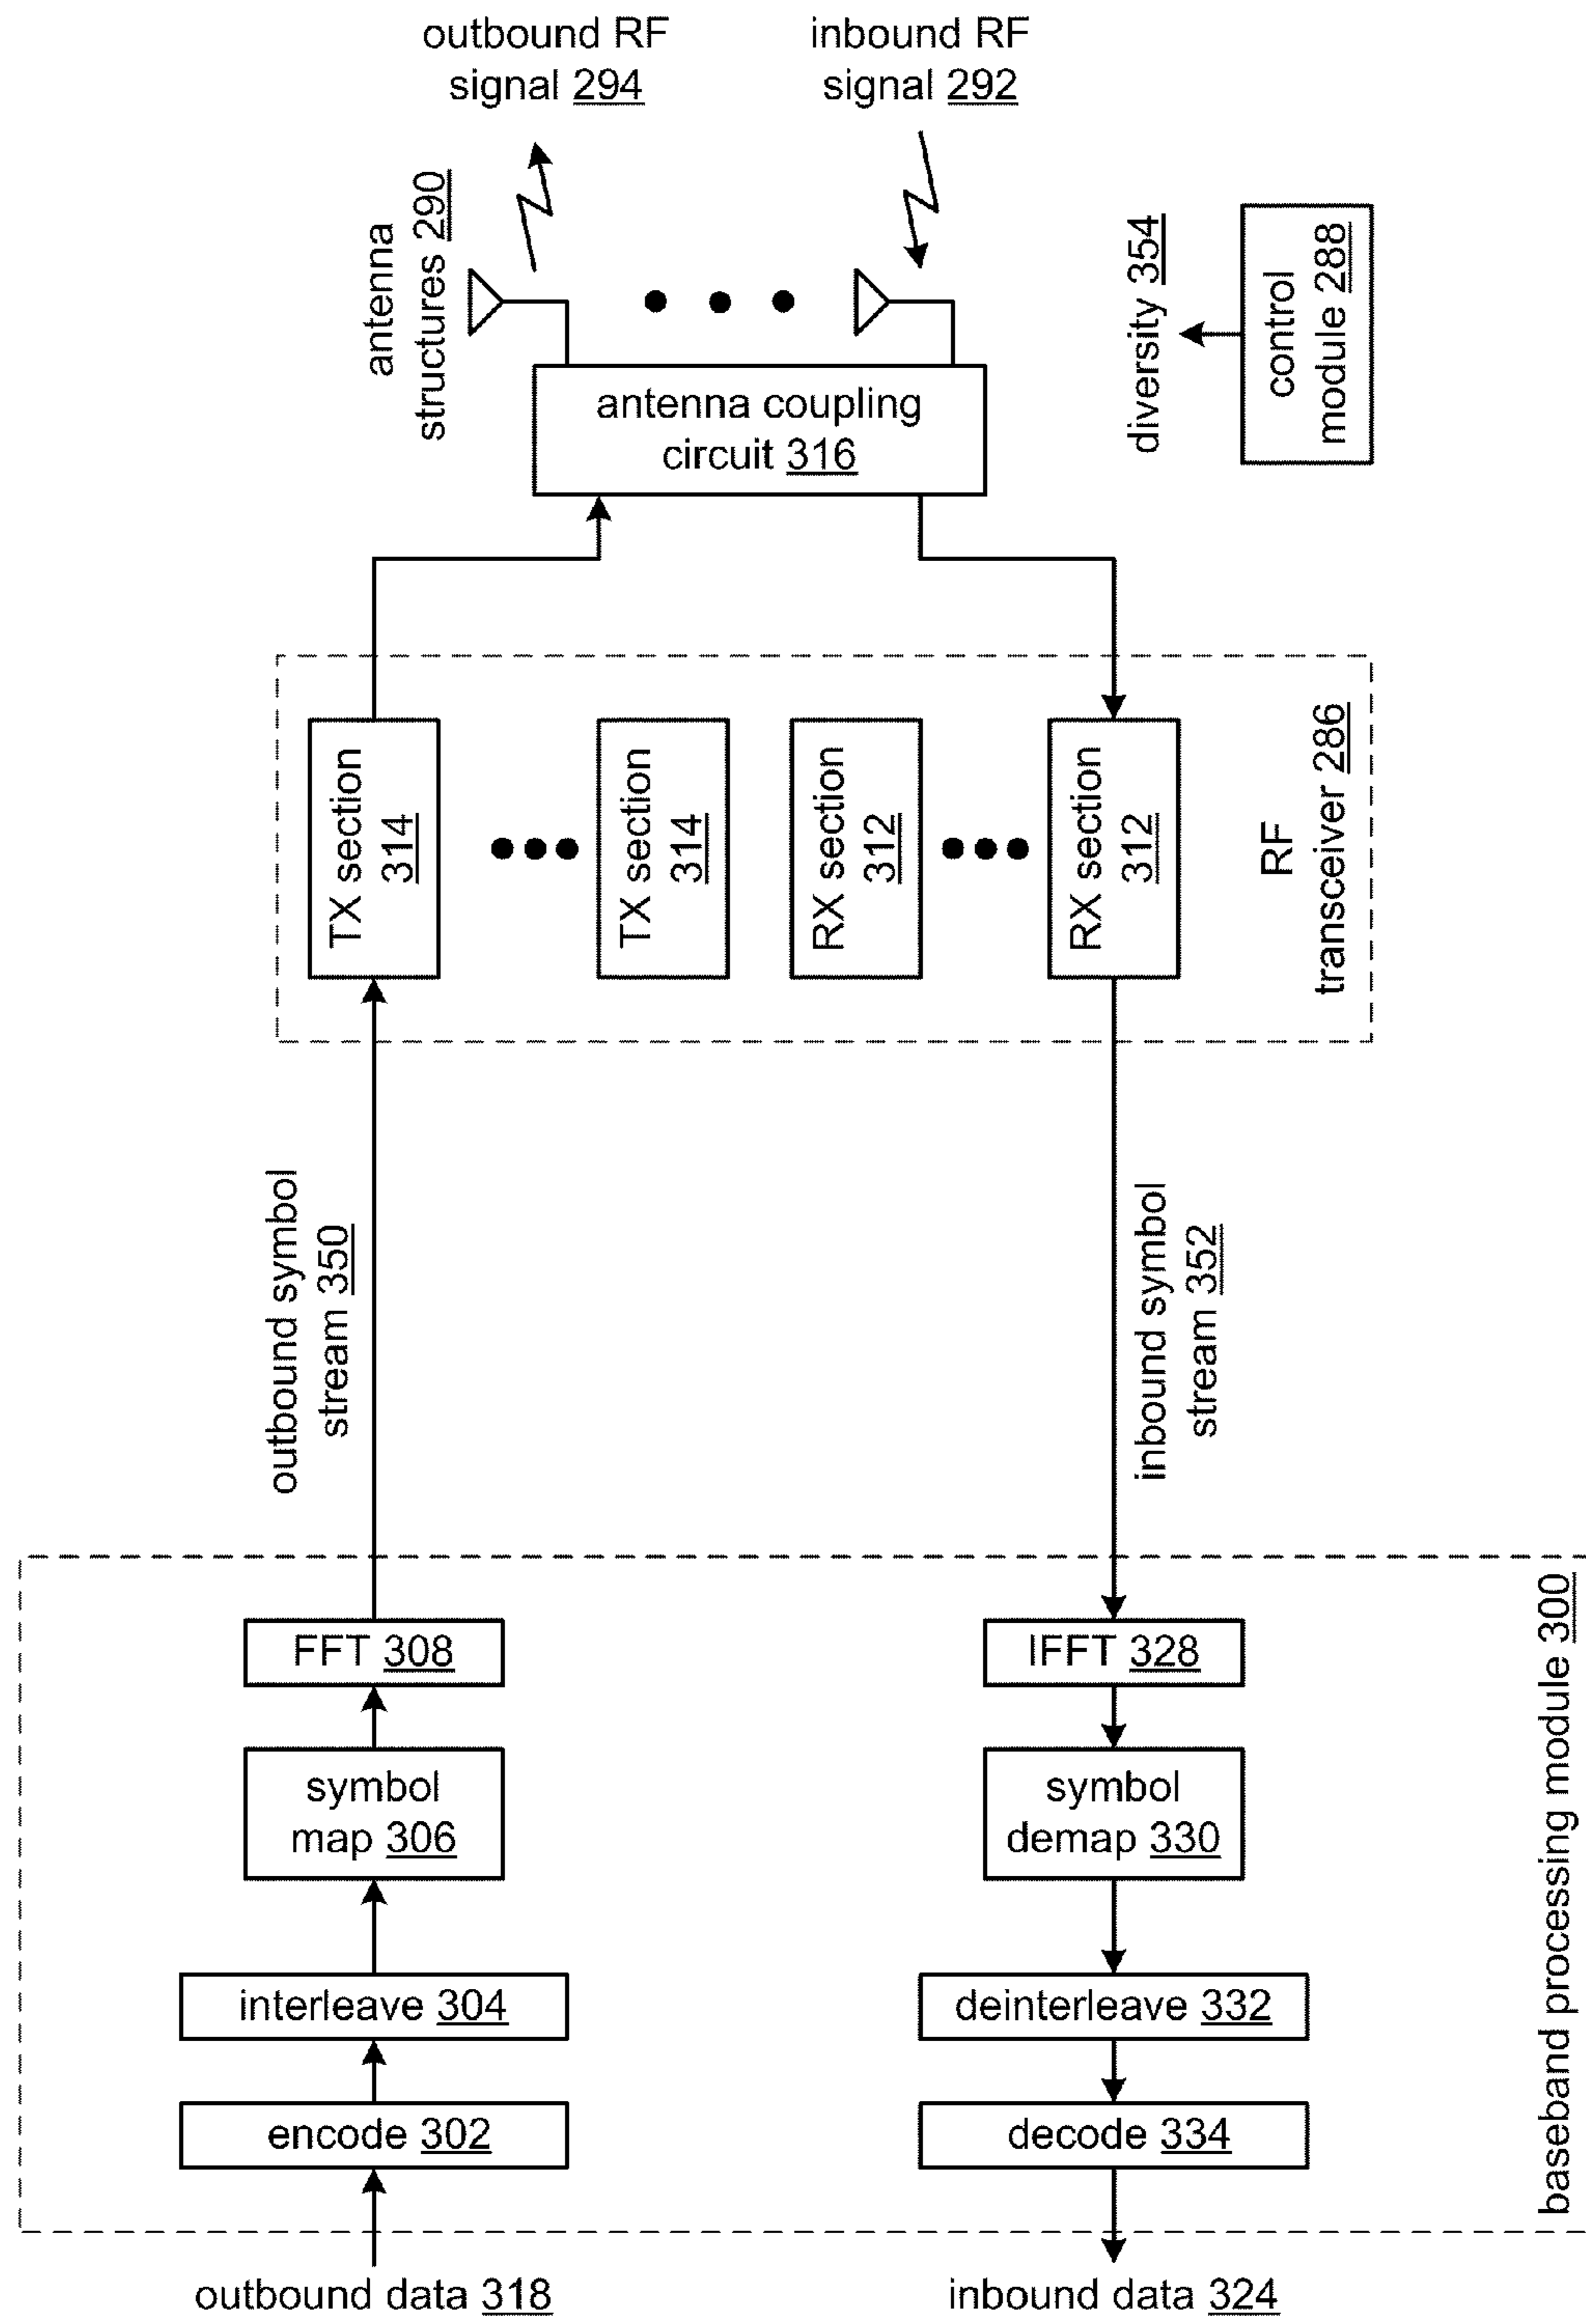 outbound RF
signal 294
inbound RF
signal 292
antenna
structures 290
antenna coupling
circuit 316
diversity 354
control
module 288
TX section
314
TX section
314
RX section
312
RX section
312
RF
transceiver 286
outbound symbol
stream 350
inbound symbol
stream 352
FFT 308
IFFT 328
symbol
map 306
symbol
demap 330
interleave 304
deinterleave 332
encode 302
decode 334
baseband processing module 300
outbound data 318
inbound data 324